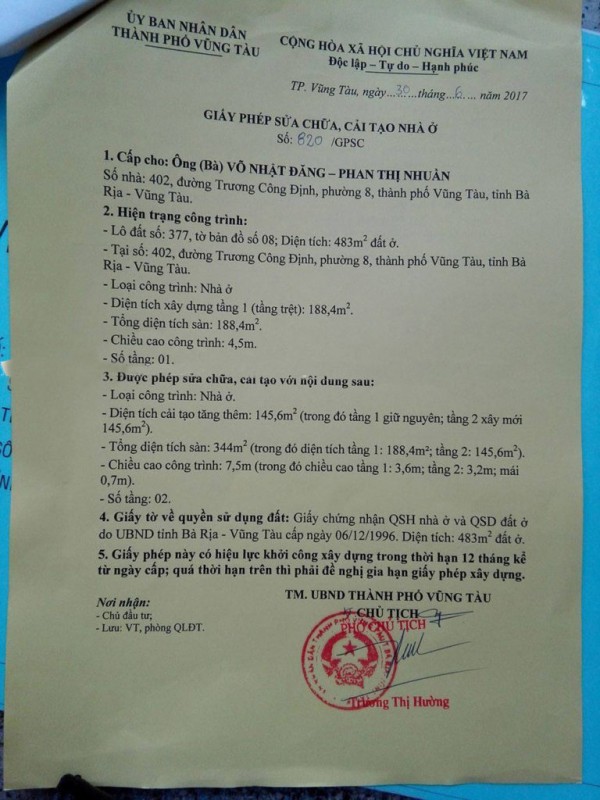 ỦY BAN NHÂN DÂN
THÀNH PHỐ VŨNG TÀU
CỘNG HÒA XÃ HỘI CHỦ NGHĨA VIỆT NAM
Độc lập – Tự do – Hạnh phúc
TP. Vũng Tàu, ngày...30...tháng...6... năm 2017
GIẤY PHÉP SỬA CHỮA, CẢI TẠO NHÀ Ở
Số: 820 /GPSC
1. Cấp cho: Ông (Bà) VÕ NHẬT ĐĂNG – PHAN THỊ NHUẦN
Số nhà: 402, đường Trương Công Định, phường 8, thành phố Vũng Tàu, tỉnh Bà
Rịa - Vũng Tàu.
2. Hiện trạng công trình:
- Lô đất số: 377, tờ bản đồ số 08; Diện tích: 483m² đất ở.
- Tại số: 402, đường Trương Công Định, phường 8, thành phố Vũng Tàu, tỉnh Bà
Rịa - Vũng Tàu.
- Loại công trình: Nhà ở
- Diện tích xây dựng tầng 1 (tầng trệt): 188,4m².
- Tổng diện tích sàn: 188,4m².
- Chiều cao công trình: 4,5m.
- Số tầng: 01.
3. Được phép sửa chữa, cải tạo với nội dung sau:
- Loại công trình: Nhà ở.
- Diện tích cải tạo tăng thêm: 145,6m² (trong đó tầng 1 giữ nguyên; tầng 2 xây mới
145,6m²).
- Tổng diện tích sàn: 344m² (trong đó diện tích tầng 1: 188,4m²; tầng 2: 145,6m²).
- Chiều cao công trình: 7,5m (trong đó chiều cao tầng 1: 3,6m; tầng 2: 3,2m; mái
0,7m).
- Số tầng: 02.
4. Giấy tờ về quyền sử dụng đất: Giấy chứng nhận QSH nhà ở và QSD đất ở
do UBND tỉnh Bà Rịa - Vũng Tàu cấp ngày 06/12/1996. Diện tích: 483m² đất ở.
5. Giấy phép này có hiệu lực khởi công xây dựng trong thời hạn 12 tháng kể
từ ngày cấp; quá thời hạn trên thì phải đề nghị gia hạn giấy phép xây dựng.
Nơi nhận:
- Chủ đầu tư;
- Lưu: VT, phòng QLĐT.
TM. UBND THÀNH PHỐ VŨNG TÀU
CHỦ TỊCH
PHÓ CHỦ TỊCH
Trương Thị Hường